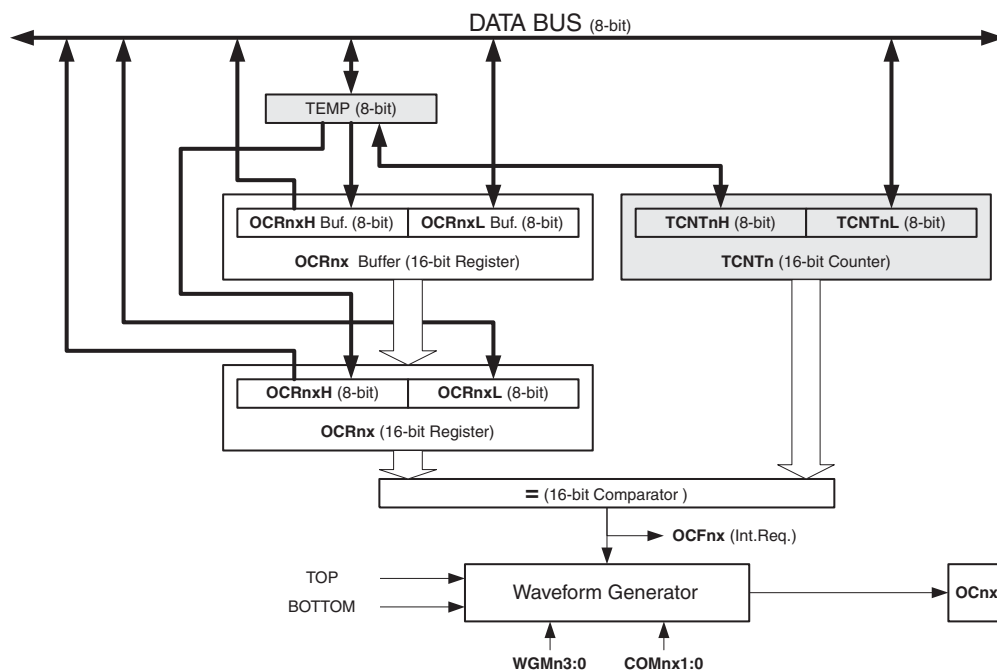 DATA BUS (8-bit)
TEMP (8-bit)
OCRnxH Buf. (8-bit) OCRnxL Buf. (8-bit)
OCRnx Buffer (16-bit Register)
TCNTnH (8-bit) TCNTnL (8-bit)
TCNTn (16-bit Counter)
OCRnxH (8-bit) OCRnxL (8-bit)
OCRnx (16-bit Register)
= (16-bit Comparator )
OCFnx (Int.Req.)
TOP
BOTTOM
Waveform Generator
OCnx
WGMn3:0 COMnx1:0